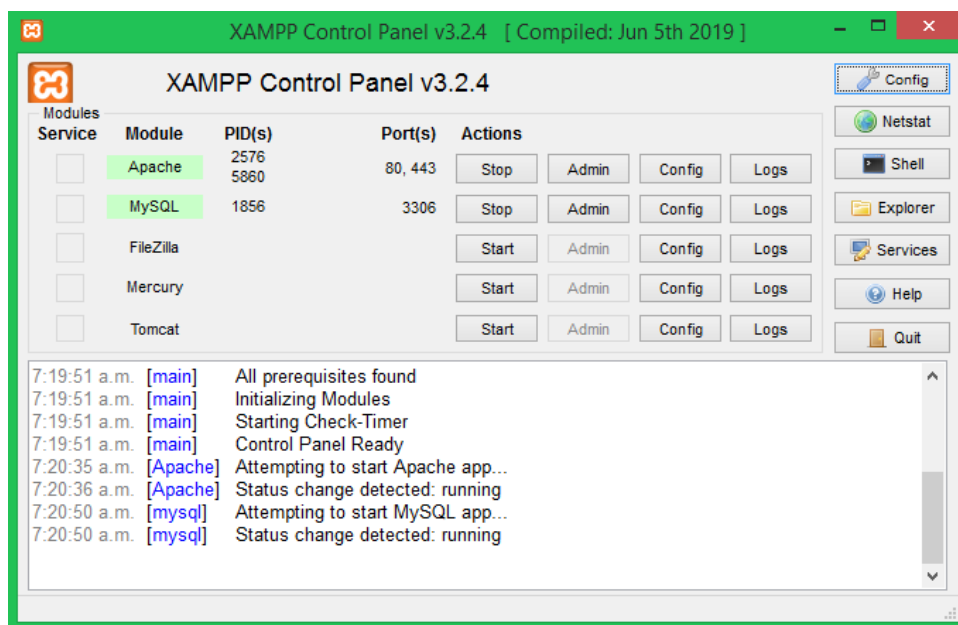 XAMPP Control Panel v3.2.4 [ Compiled: Jun 5th 2019 ]
XAMPP Control Panel v3.2.4
Config
Netstat
Shell
Explorer
Services
Help
Quit
Modules
Service Module PID(s) Port(s) Actions
Apache 2576 5860 80, 443 Stop Admin Config Logs
MySQL 1856 3306 Stop Admin Config Logs
FileZilla Start Admin Config Logs
Mercury Start Admin Config Logs
Tomcat Start Admin Config Logs
7:19:51 a.m. [main] All prerequisites found
7:19:51 a.m. [main] Initializing Modules
7:19:51 a.m. [main] Starting Check-Timer
7:19:51 a.m. [main] Control Panel Ready
7:20:35 a.m. [Apache] Attempting to start Apache app...
7:20:36 a.m. [Apache] Status change detected: running
7:20:50 a.m. [mysql] Attempting to start MySQL app...
7:20:50 a.m. [mysql] Status change detected: running